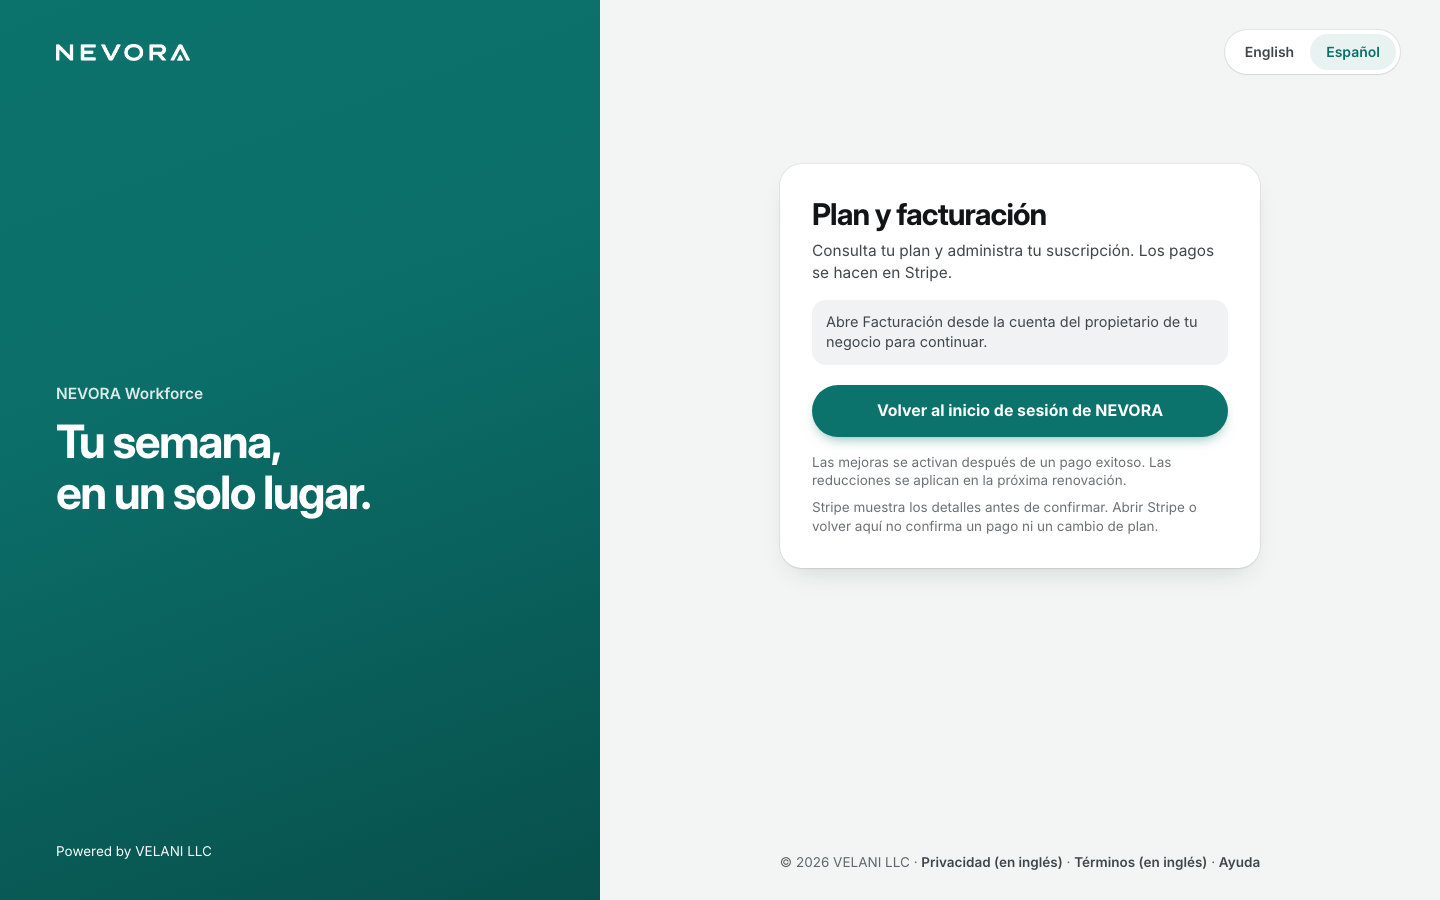 NEVORA
English
Español
Plan y facturación
Consulta tu plan y administra tu suscripción. Los pagos
se hacen en Stripe.
Abre Facturación desde la cuenta del propietario de tu
negocio para continuar.
Volver al inicio de sesión de NEVORA
Las mejoras se activan después de un pago exitoso. Las
reducciones se aplican en la próxima renovación.
Stripe muestra los detalles antes de confirmar. Abrir Stripe o
volver aquí no confirma un pago ni un cambio de plan.
NEVORA Workforce
Tu semana,
en un solo lugar.
Powered by VELANI LLC
© 2026 VELANI LLC · Privacidad (en inglés) · Términos (en inglés) · Ayuda